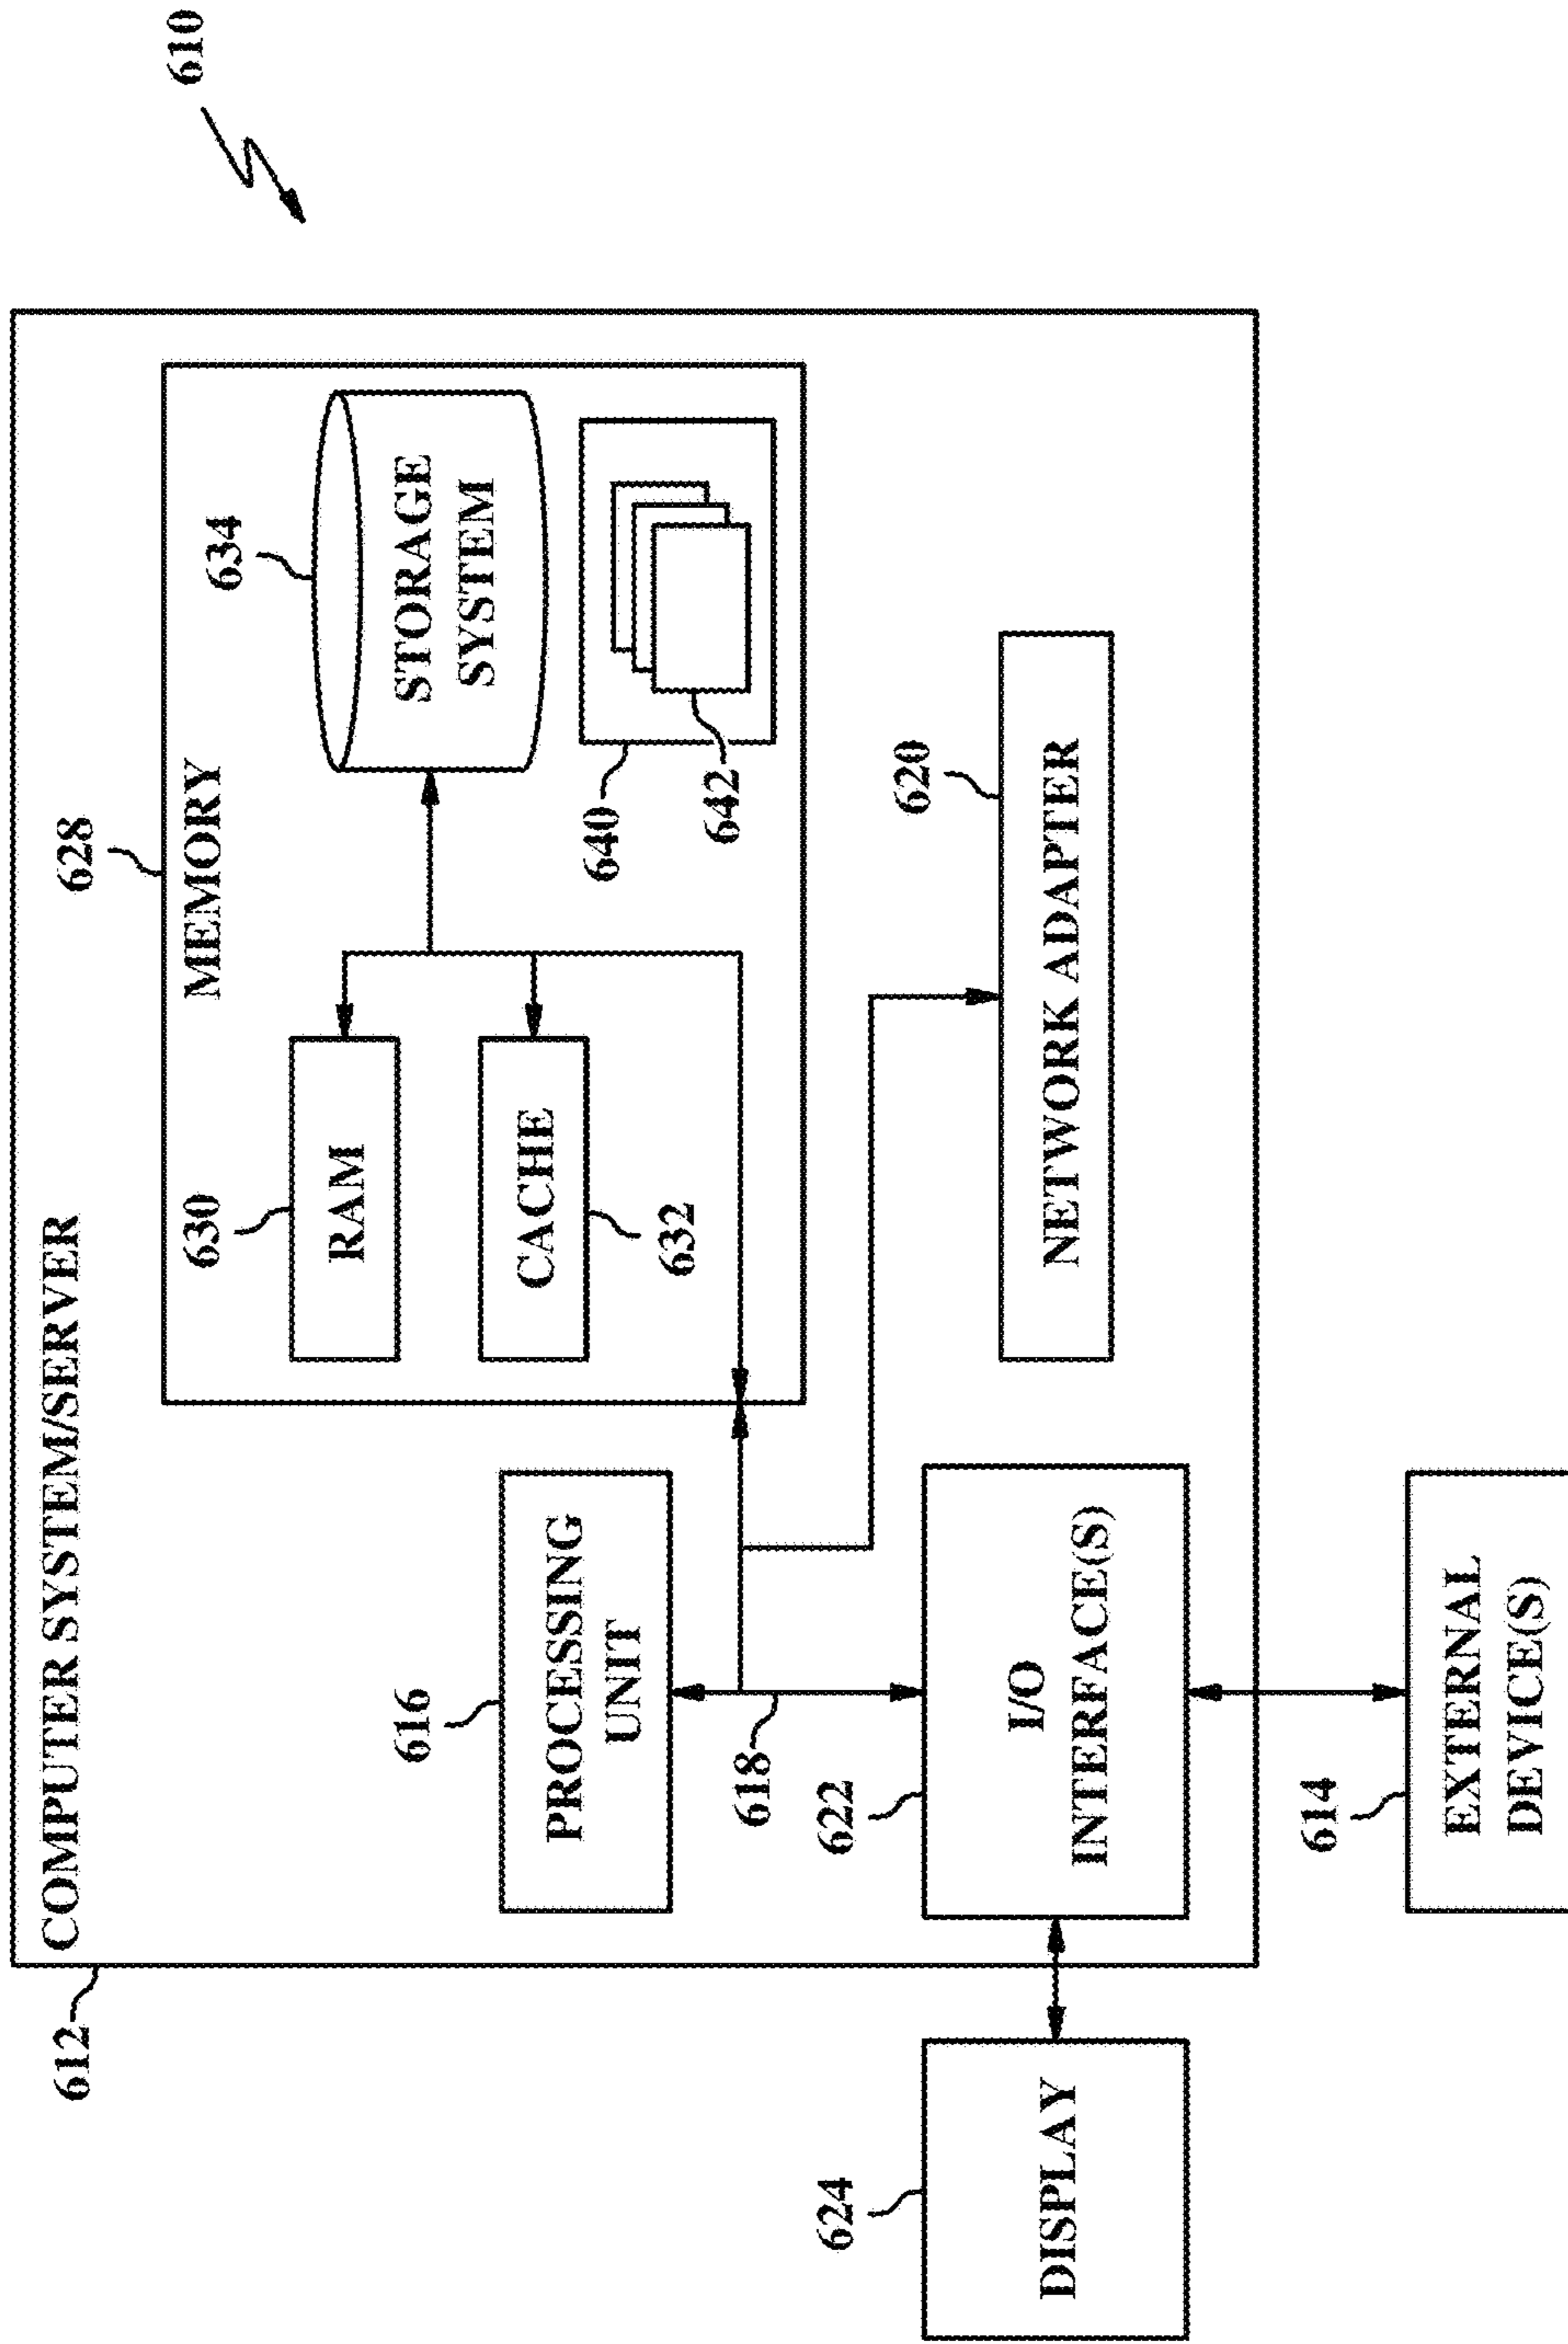 610
612
COMPUTER SYSTEM/SERVER
628
MEMORY
616
PROCESSING
UNIT
630
RAM
634
STORAGE
SYSTEM
CACHE
632
640
642
618
624
DISPLAY
622
I/O
INTERFACE(S)
620
NETWORK ADAPTER
614
EXTERNAL
DEVICE(S)